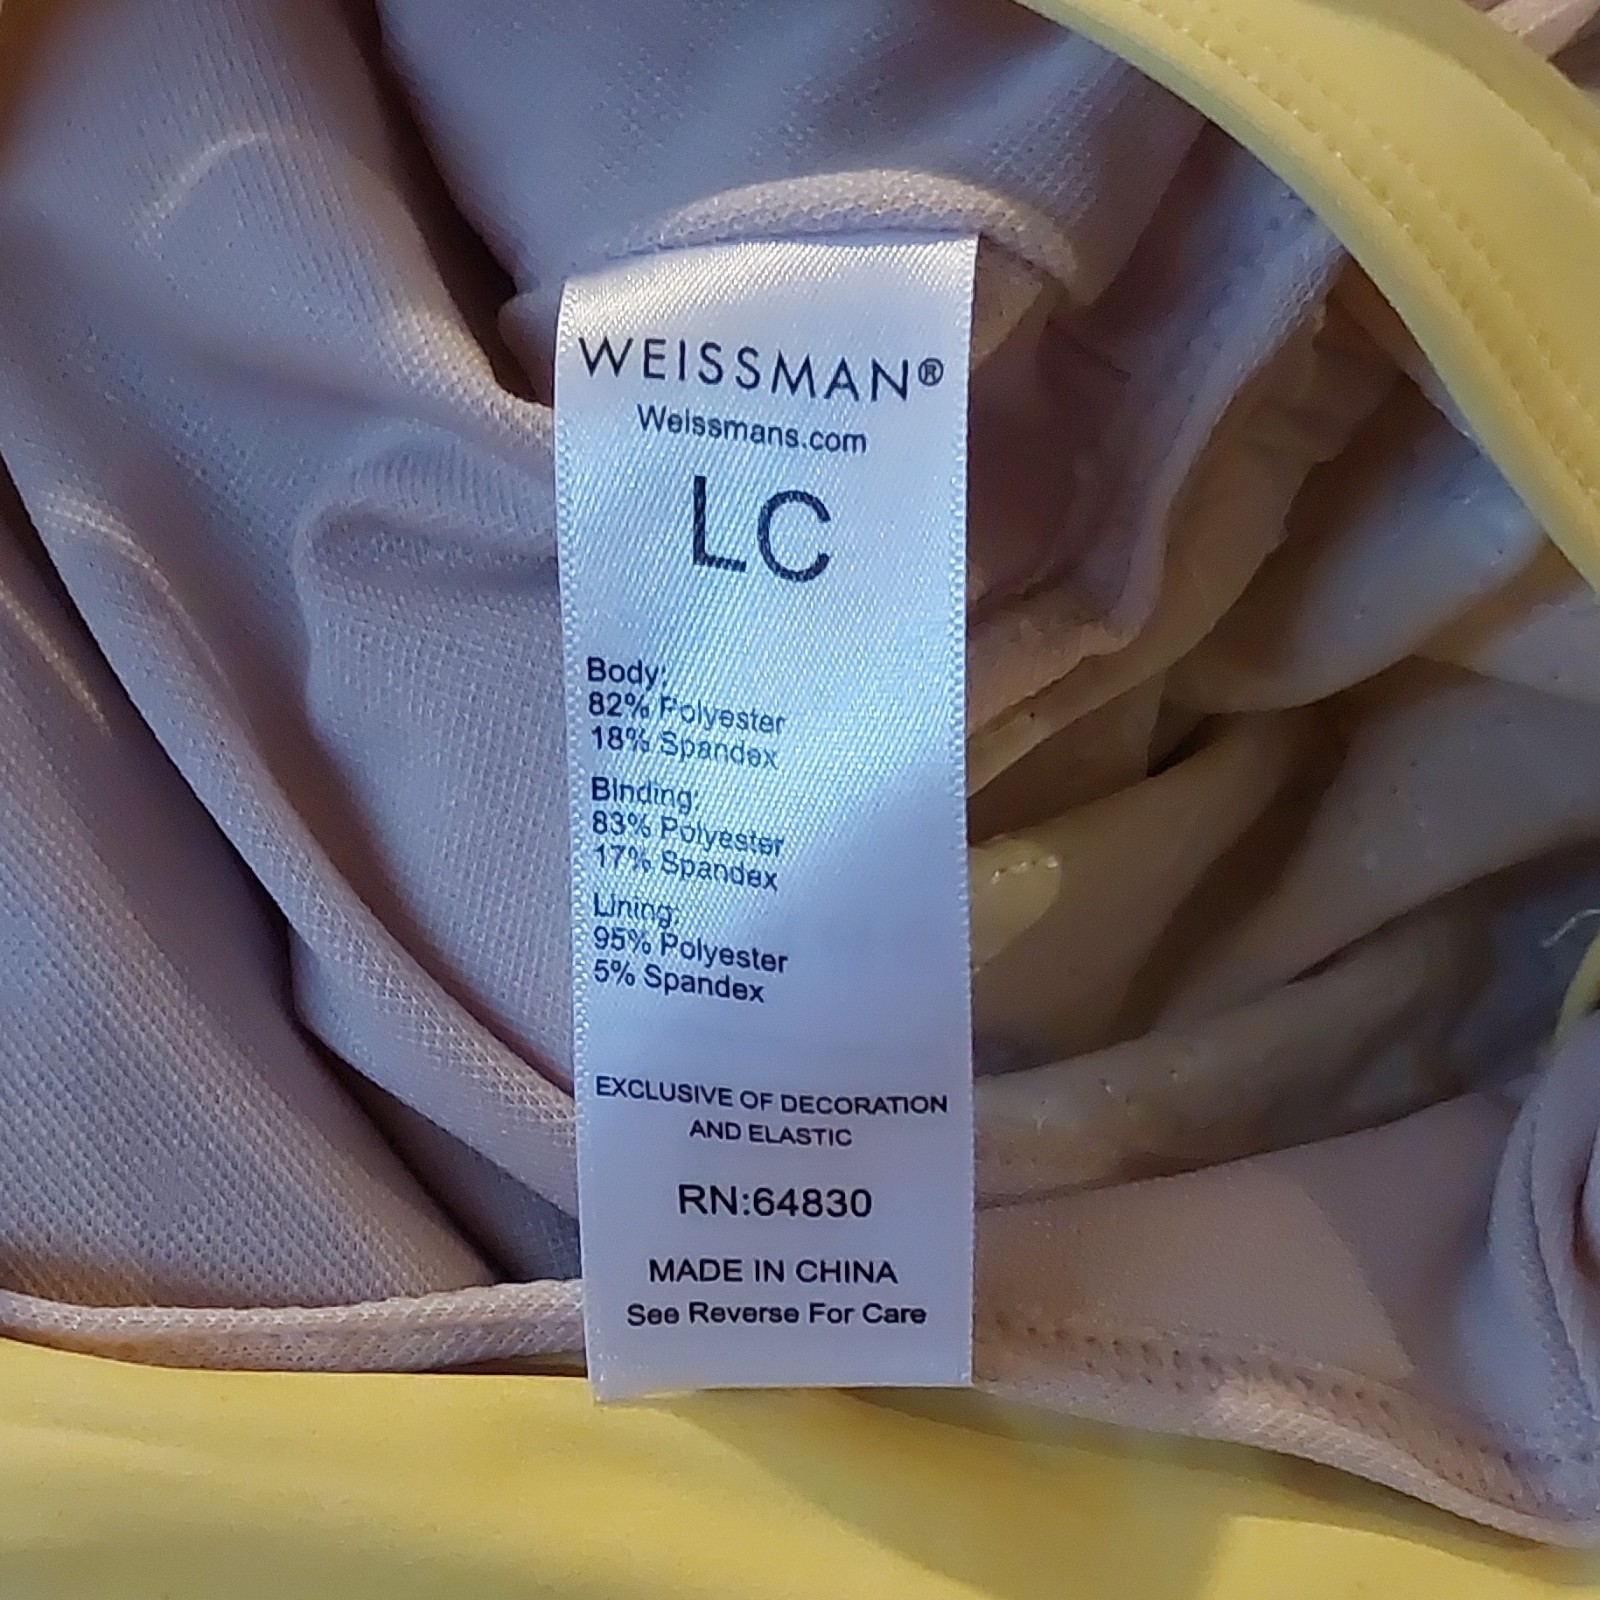 WEISSMAN®
Weissmans.com
LC
Body:
82% Polyester
18% Spandex
Binding:
83% Polyester
17% Spandex
Lining:
95% Polyester
5% Spandex
EXCLUSIVE OF DECORATION
AND ELASTIC
RN:64830
MADE IN CHINA
See Reverse For Care